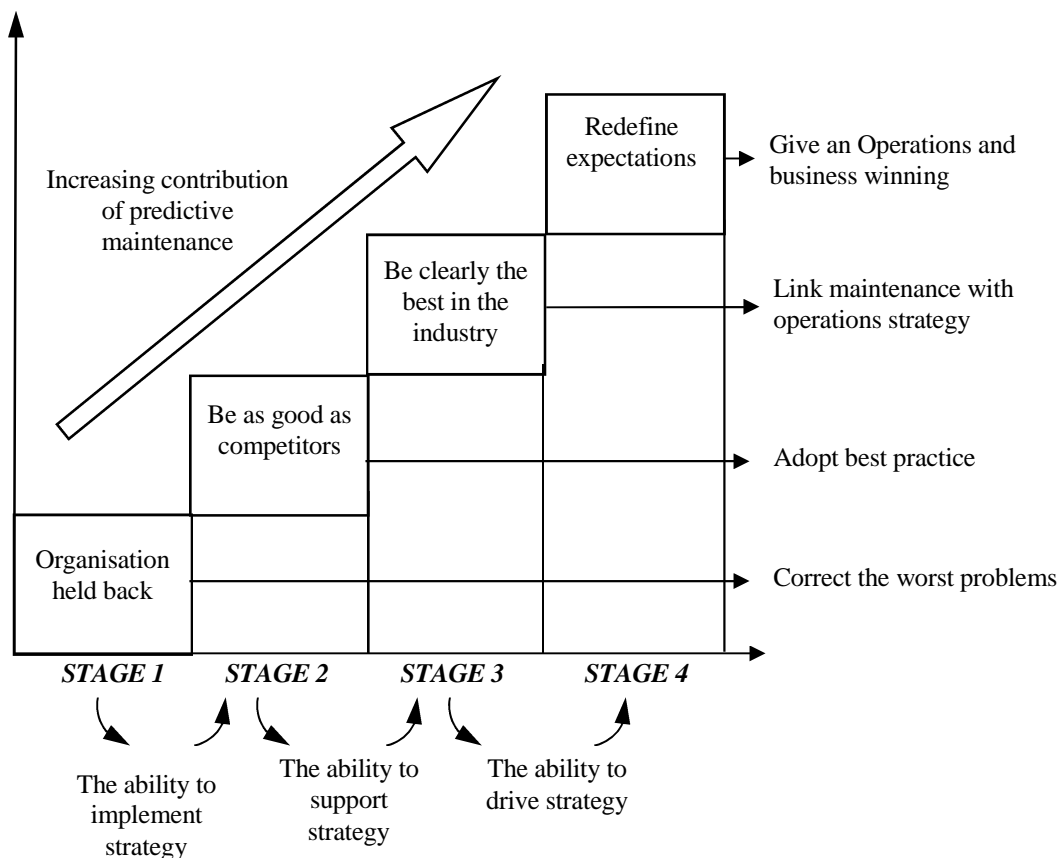 Redefine
expectations
Give an Operations and
business winning
Increasing contribution
of predictive
maintenance
Be clearly the
best in the
industry
Link maintenance with
operations strategy
Be as good as
competitors
Adopt best practice
Organisation
held back
Correct the worst problems
STAGE 1
STAGE 2
STAGE 3
STAGE 4
The ability to
implement
strategy
The ability to
support
strategy
The ability to
drive strategy